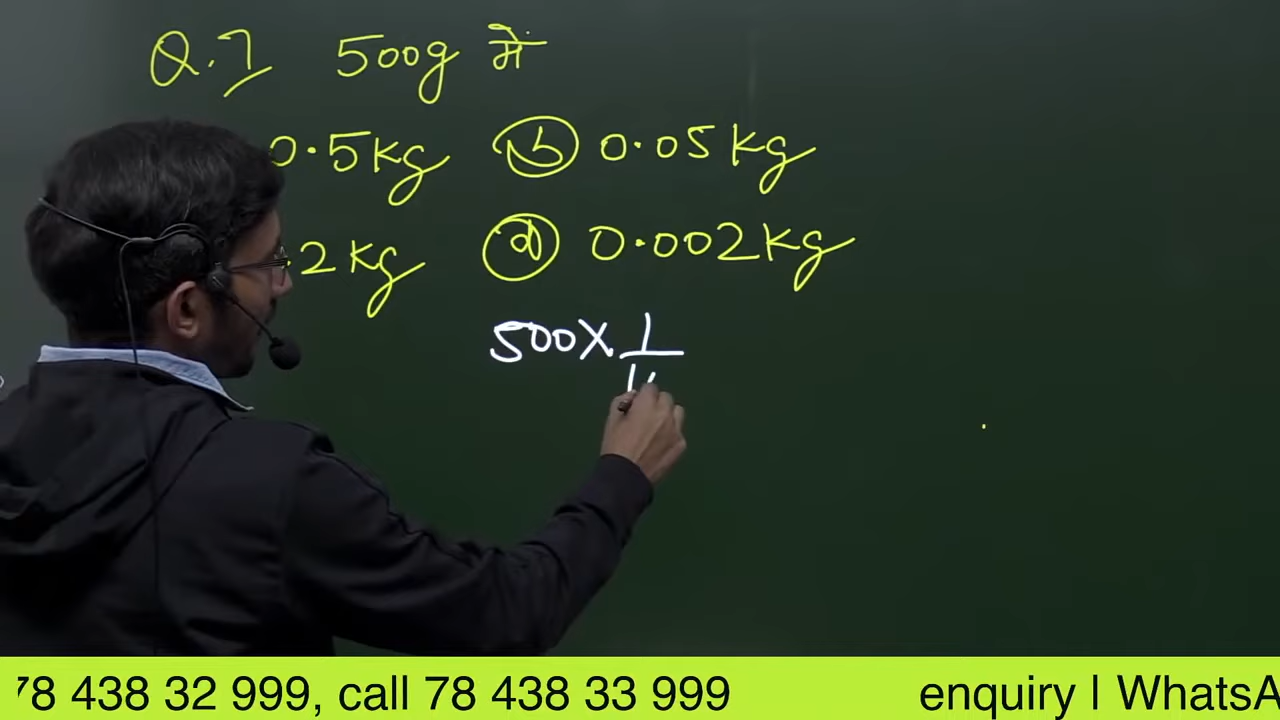 Q.7 500g में
0.5kg (b) 0.05kg
.2kg (d) 0.002kg
500 X 1
78 438 32 999, call 78 438 33 999 enquiry I WhatsA